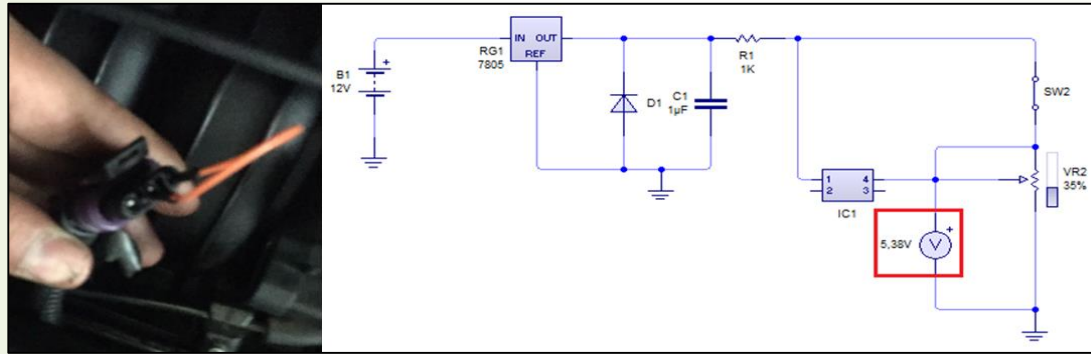 B1
12V
RG1
7805
IN OUT
REF
D1
C1
1µF
R1
1K
SW2
1 4
2 3
IC1
VR2
35%
5,38V
V